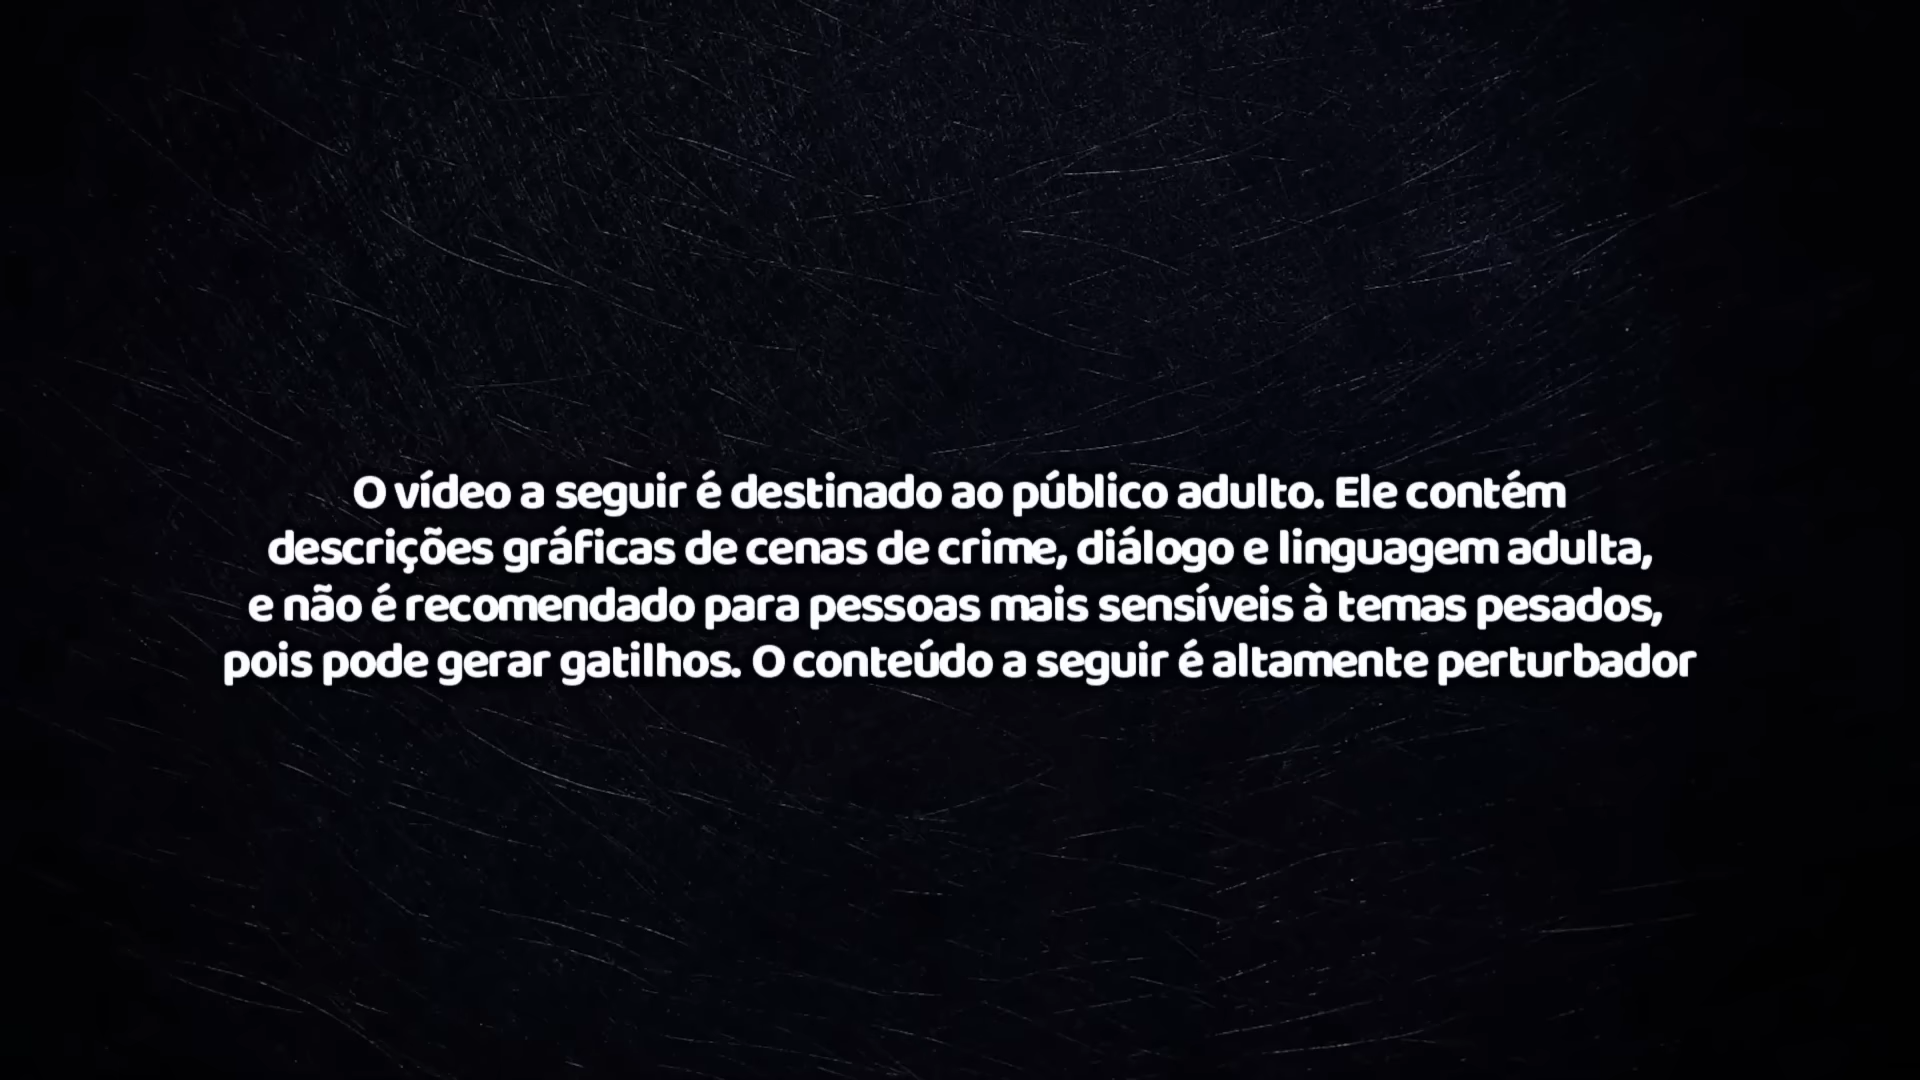 O vídeo a seguir é destinado ao público adulto. Ele contém
descrições gráficas de cenas de crime, diálogo e linguagem adulta,
e não é recomendado para pessoas mais sensíveis à temas pesados,
pois pode gerar gatilhos. O conteúdo a seguir é altamente perturbador